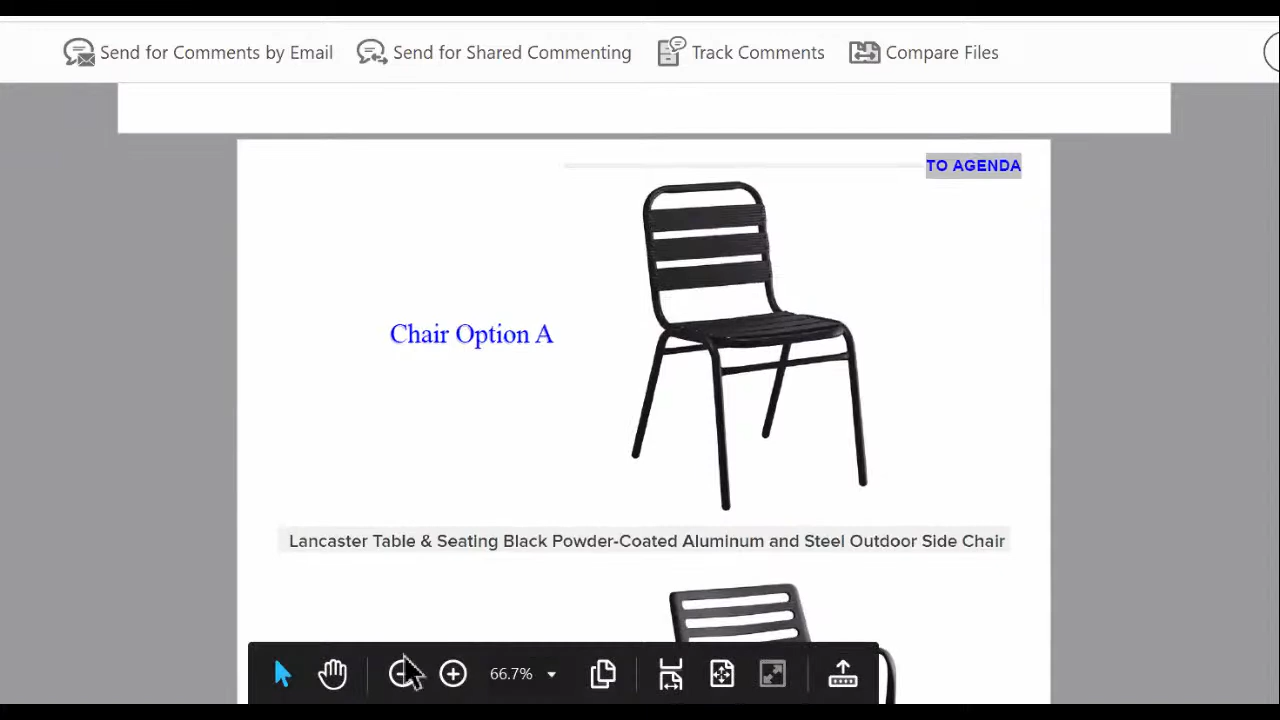 Send for Comments by Email Send for Shared Commenting Track Comments Compare Files
TO AGENDA
Chair Option A
Lancaster Table & Seating Black Powder-Coated Aluminum and Steel Outdoor Side Chair
66.7%